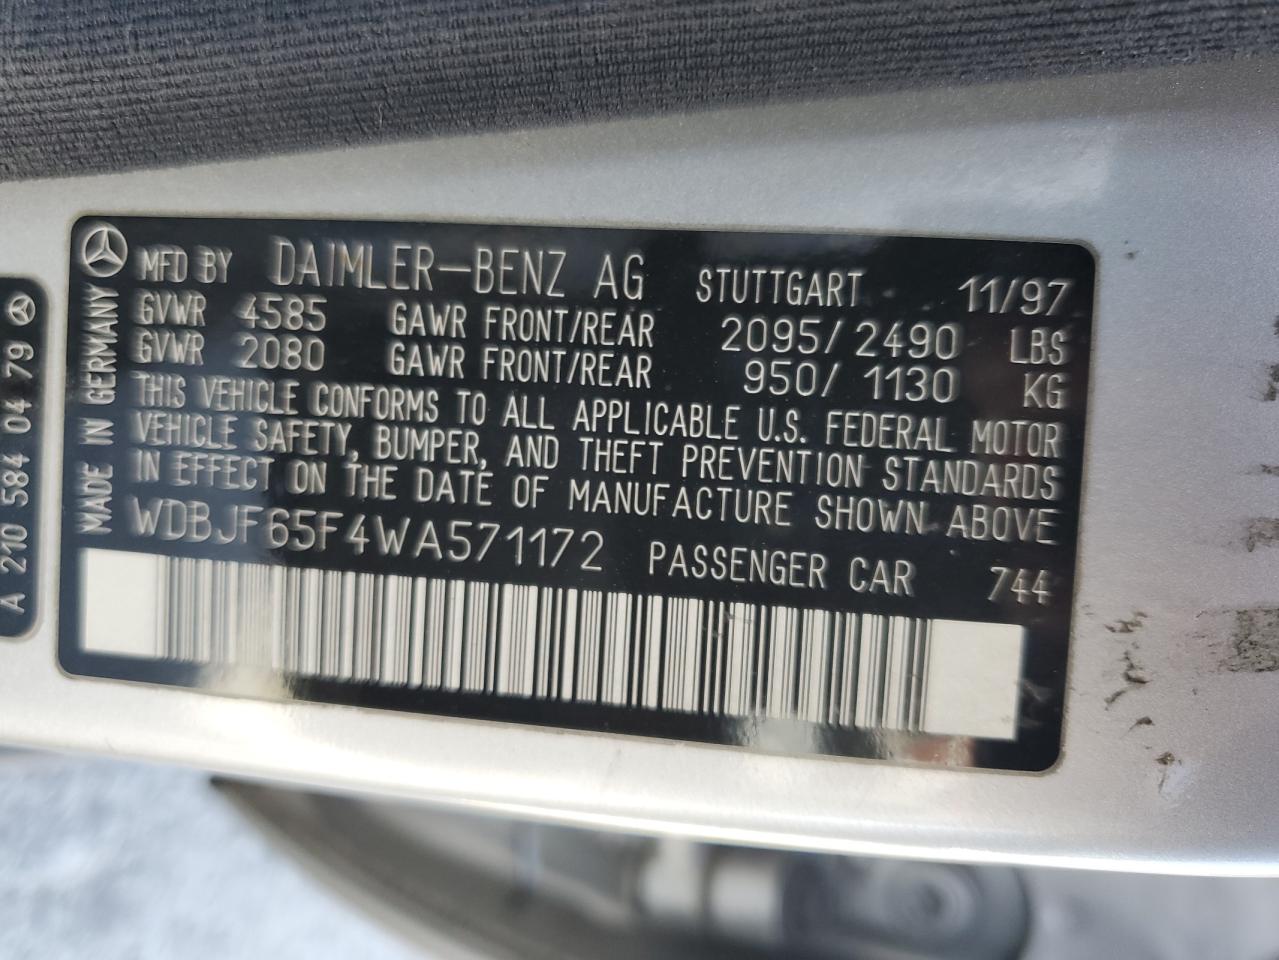 MFD BY DAIMLER-BENZ AG STUTTGART 11/97
GVWR 4585 GAWR FRONT/REAR 2095/2490 LBS
GVWR 2080 GAWR FRONT/REAR 950/1130 KG
THIS VEHICLE CONFORMS TO ALL APPLICABLE U.S. FEDERAL MOTOR
VEHICLE SAFETY, BUMPER, AND THEFT PREVENTION STANDARDS
IN EFFECT ON THE DATE OF MANUFACTURE SHOWN ABOVE
WDBJF65F4WA571172 PASSENGER CAR 744
MADE IN GERMANY
A 210 584 04 79